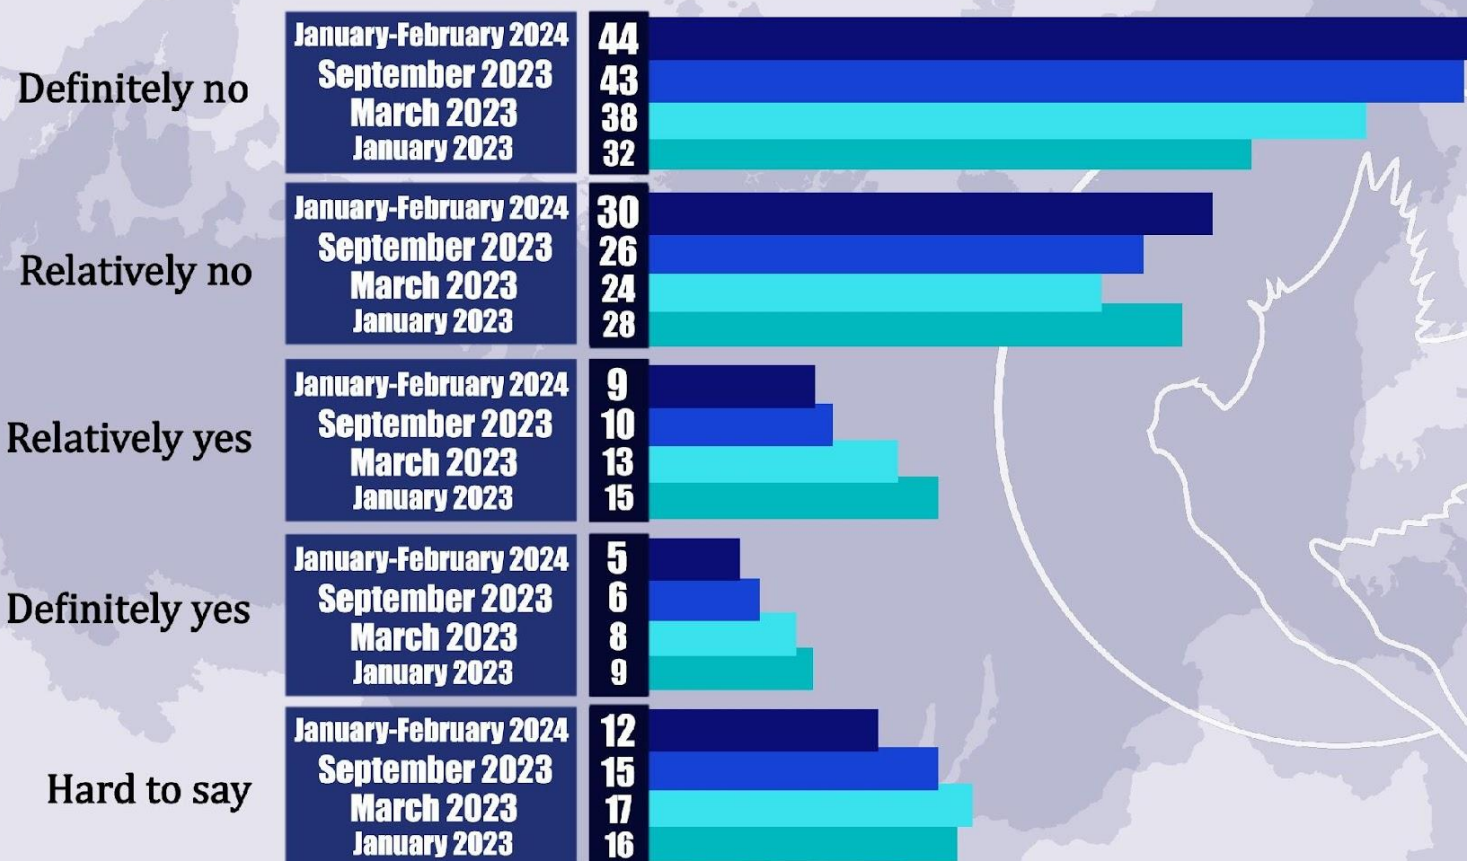 Definitely no
January-February 2024 44
September 2023 43
March 2023 38
January 2023 32
Relatively no
January-February 2024 30
September 2023 26
March 2023 24
January 2023 28
Relatively yes
January-February 2024 9
September 2023 10
March 2023 13
January 2023 15
Definitely yes
January-February 2024 5
September 2023 6
March 2023 8
January 2023 9
Hard to say
January-February 2024 12
September 2023 15
March 2023 17
January 2023 16